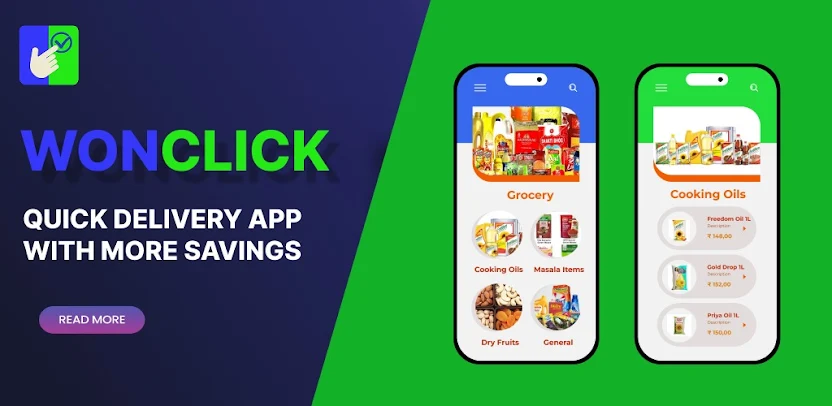 WONCLICK
QUICK DELIVERY APP
WITH MORE SAVINGS
READ MORE
Grocery
Cooking Oils
Masala Items
Dry Fruits
General
Cooking Oils
Freedom Oil 1L
Description
₹ 148,00
Gold Drop 1L
Description
₹ 152,00
Priya Oil 1L
Description
₹ 150,00